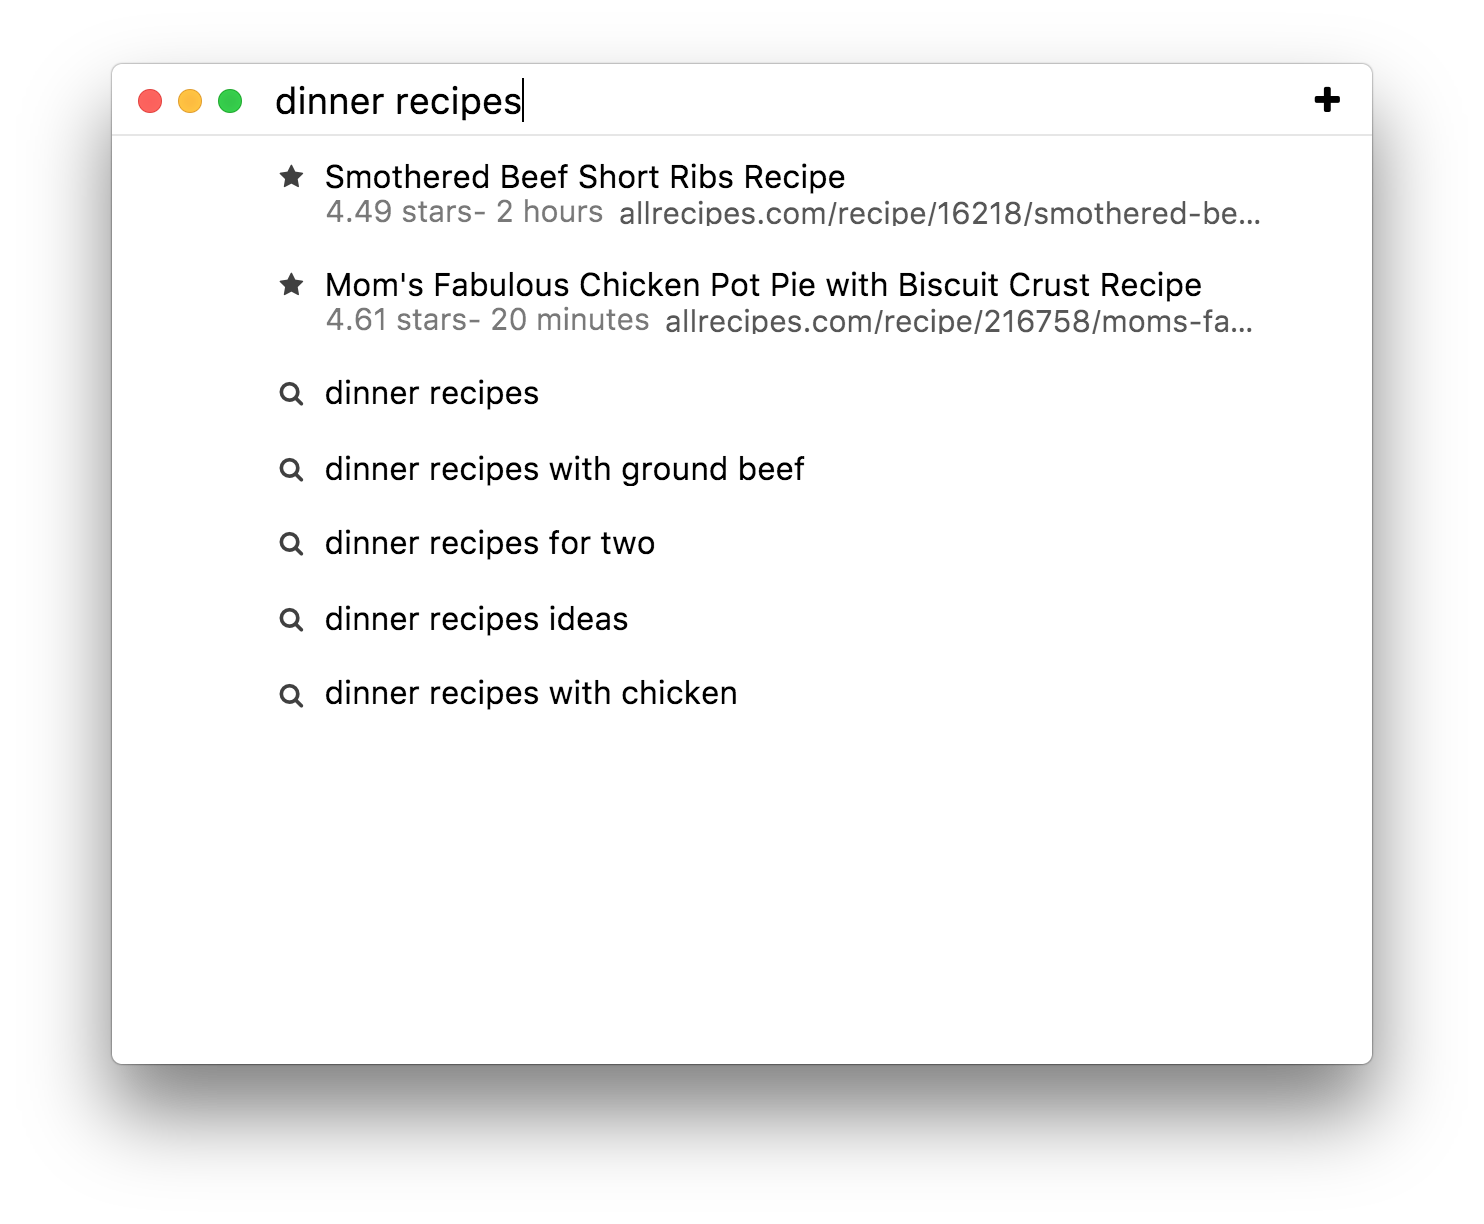 dinner recipes
Smothered Beef Short Ribs Recipe
4.49 stars- 2 hours allrecipes.com/recipe/16218/smothered-be...
Mom's Fabulous Chicken Pot Pie with Biscuit Crust Recipe
4.61 stars- 20 minutes allrecipes.com/recipe/216758/moms-fa...
dinner recipes
dinner recipes with ground beef
dinner recipes for two
dinner recipes ideas
dinner recipes with chicken